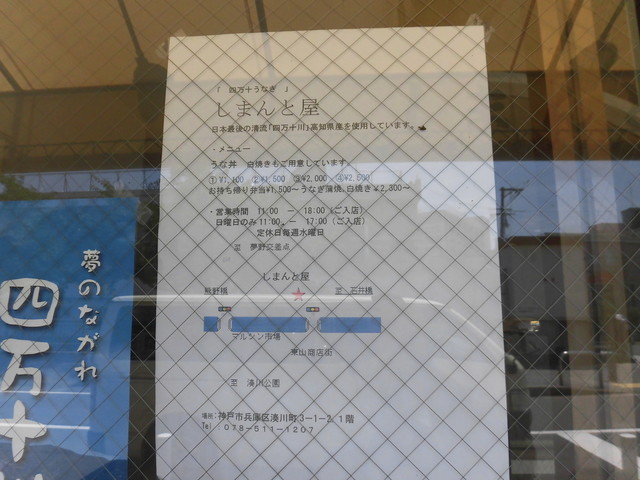 「 四万十うなぎ 」
しまんと屋
日本最後の清流「四万十川」高知県産を使用しています。
・メニュー
うな丼 白焼きもご用意しています。
①¥1,100 ②¥1,500 ③¥2,000 ④¥2,500
お持ち帰り弁当¥1,500～うなぎ蒲焼、白焼き¥2,300～
・営業時間 11:00 － 18:00（ご入店）
日曜日のみ11:00 － 17:00（ご入店）
定休日毎週水曜日
至 夢野交差点
しまんと屋
熊野橋
至 石井橋
マルシン市場
東山商店街
至 湊川公園
場所：神戸市兵庫区湊川町3－1－2、1階
Tel ：078－511－1207
夢のながれ
四万十